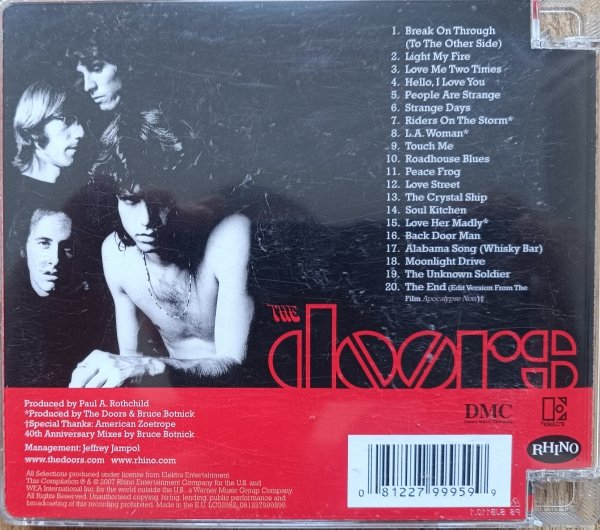 1. Break On Through
(To The Other Side)
2. Light My Fire
3. Love Me Two Times
4. Hello, I Love You
5. People Are Strange
6. Strange Days
7. Riders On The Storm*
8. L.A. Woman*
9. Touch Me
10. Roadhouse Blues
11. Peace Frog
12. Love Street
13. The Crystal Ship
14. Soul Kitchen
15. Love Her Madly*
16. Back Door Man
17. Alabama Song (Whisky Bar)
18. Moonlight Drive
19. The Unknown Soldier
20. The End (Edit Version From The
Film Apocalypse Now)‡
THE
doors
Produced by Paul A. Rothchild
*Produced by The Doors & Bruce Botnick
†Special Thanks: American Zoetrope
40th Anniversary Mixes by Bruce Botnick
Management: Jeffrey Jampol
www.thedoors.com www.rhino.com
All Selections produced under license from Elektra Entertainment.
This Compilation ℗ & © 2007 Rhino Entertainment Company for the U.S. and
WEA International Inc. for the world outside the U.S., a Warner Music Group Company.
All Rights Reserved. Unauthorised copying, hiring, lending, public performance and
broadcasting of this recording prohibited. Made in the E.U. LC02982. 081227999599
DMC
elektra
RHINO
0 81227 99959 9